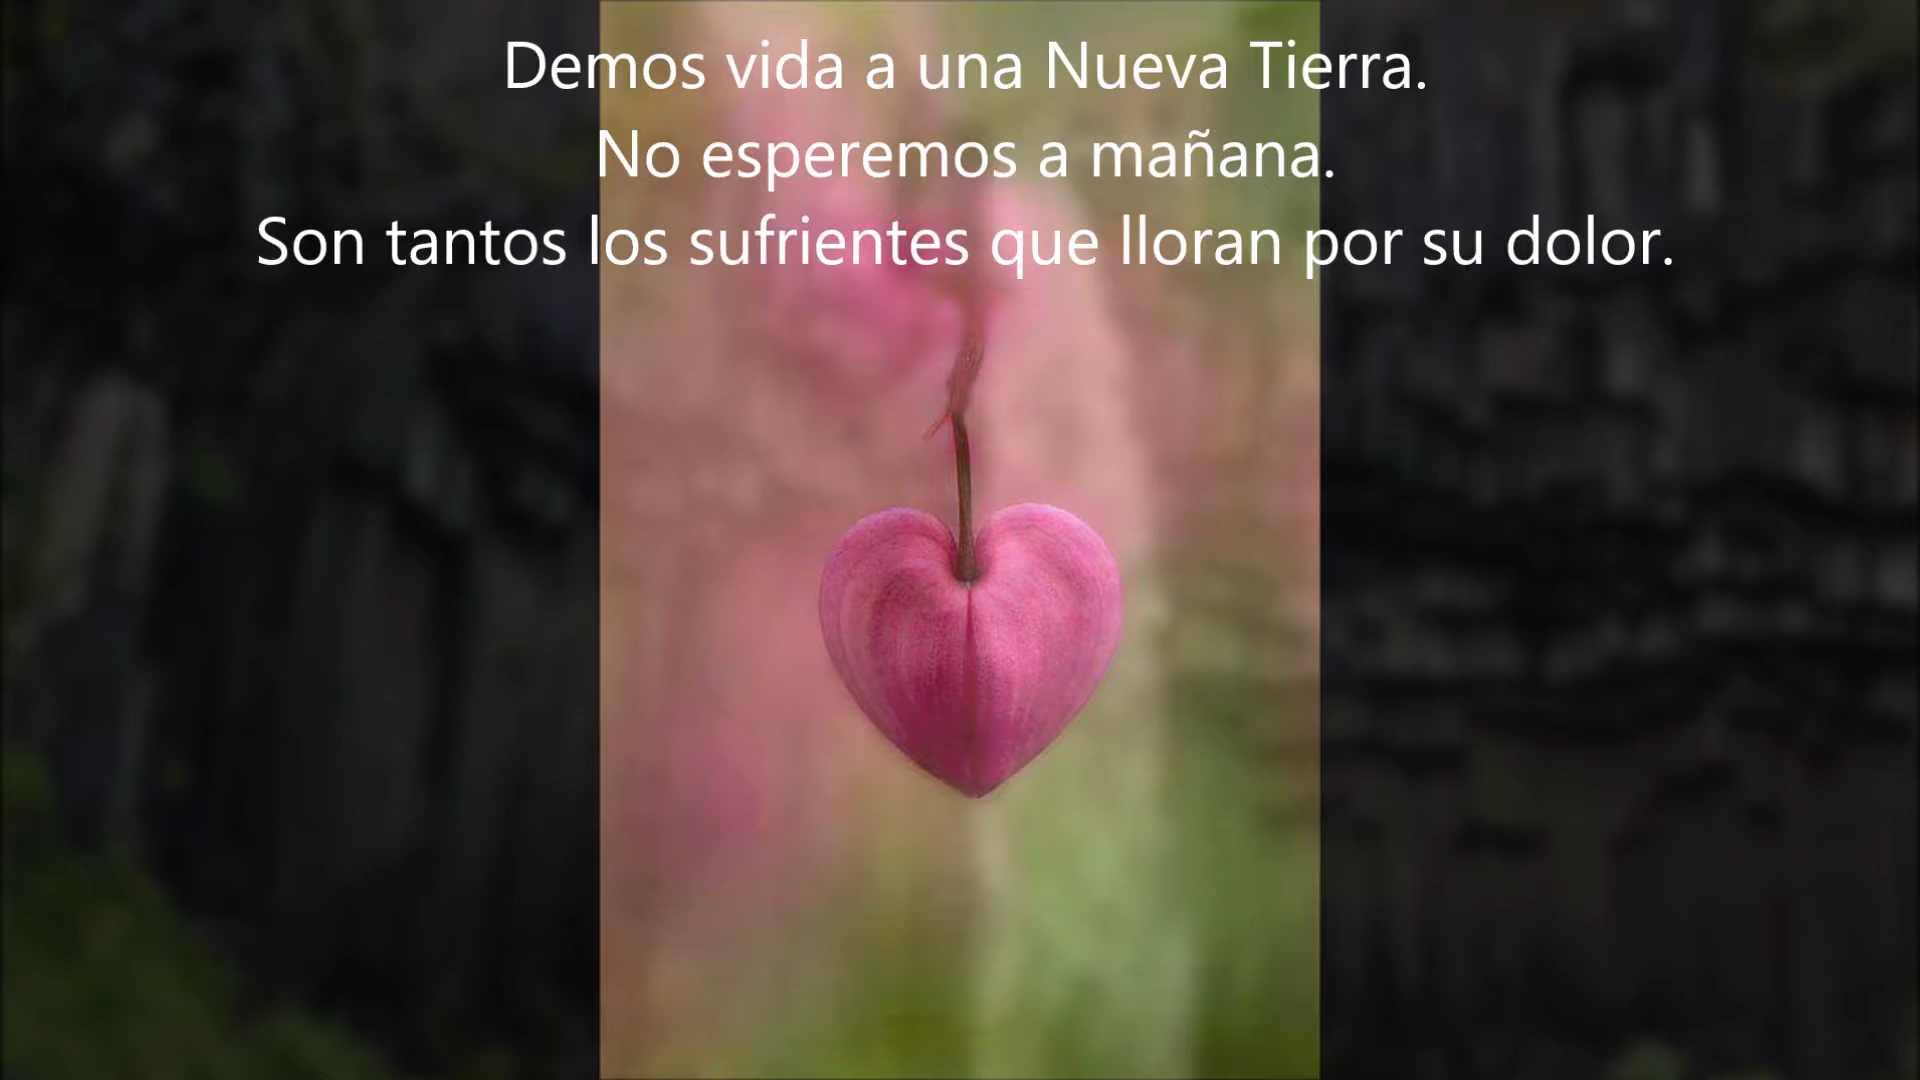 Demos vida a una Nueva Tierra.
No esperemos a mañana.
Son tantos los sufrientes que lloran por su dolor.